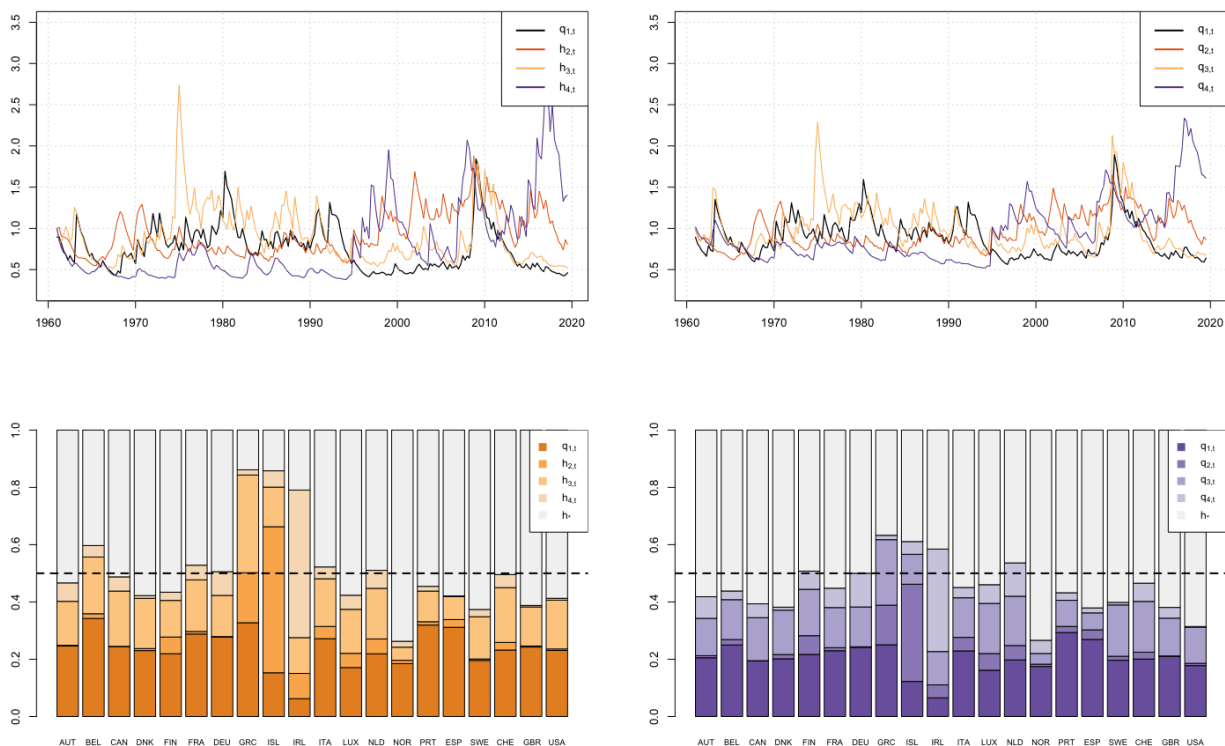 3.5
3.0
2.5
2.0
1.5
1.0
0.5
1960 1970 1980 1990 2000 2010 2020
q1,t
h2,t
h3,t
h4,t
3.5
3.0
2.5
2.0
1.5
1.0
0.5
1960 1970 1980 1990 2000 2010 2020
q1,t
q2,t
q3,t
q4,t
1.0
0.8
0.6
0.4
0.2
0.0
AUT BEL CAN DNK FIN FRA DEU GRC ISL IRL ITA LUX NLD NOR PRT ESP SWE CHE GBR USA
q1,t
h2,t
h3,t
h4,t
h*
1.0
0.8
0.6
0.4
0.2
0.0
AUT BEL CAN DNK FIN FRA DEU GRC ISL IRL ITA LUX NLD NOR PRT ESP SWE CHE GBR USA
q1,t
q2,t
q3,t
q4,t
h*